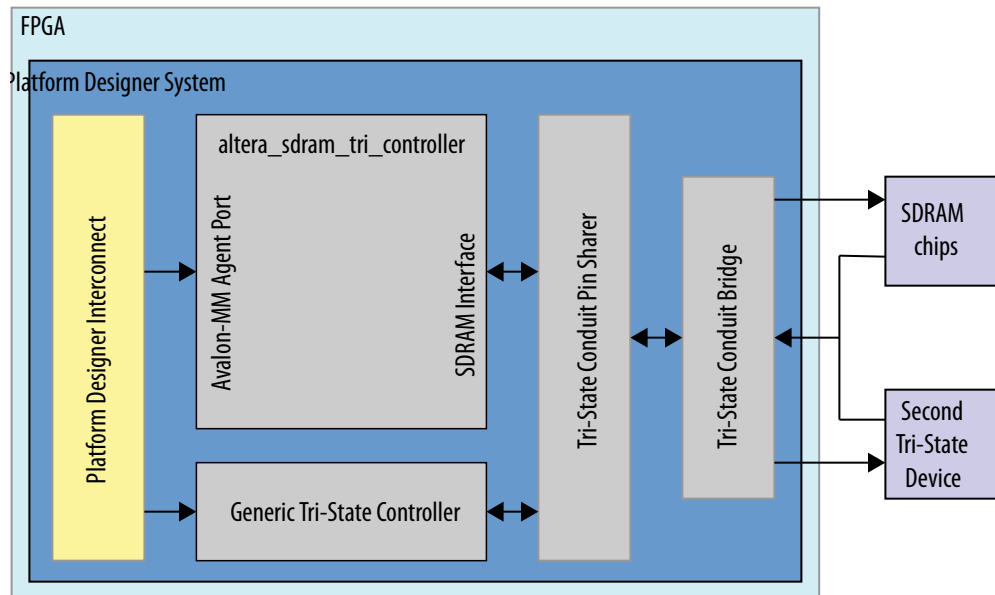 FPGA
Platform Designer System
altera_sdram_tri_controller
Platform Designer Interconnect
Avalon-MM Agent Port
SDRAM Interface
Tri-State Conduit Pin Sharer
Tri-State Conduit Bridge
Generic Tri-State Controller
SDRAM
chips
Second
Tri-State
Device